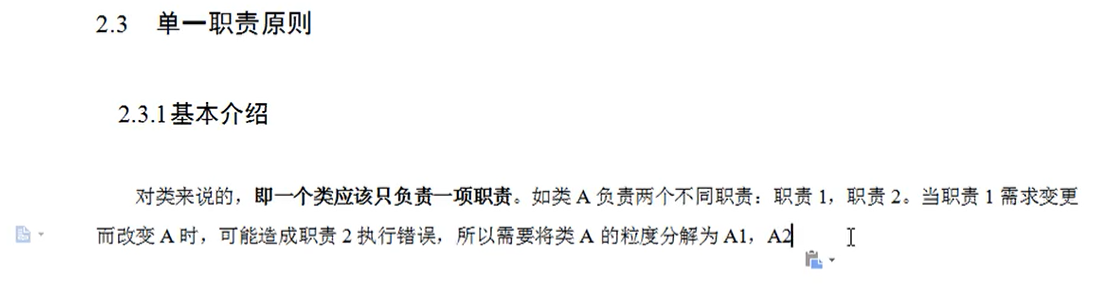 2.3 单一职责原则
2.3.1基本介绍
对类来说的，即一个类应该只负责一项职责。如类 A 负责两个不同职责：职责 1，职责 2。当职责 1 需求变更
而改变 A 时，可能造成职责 2 执行错误，所以需要将类 A 的粒度分解为 A1，A2